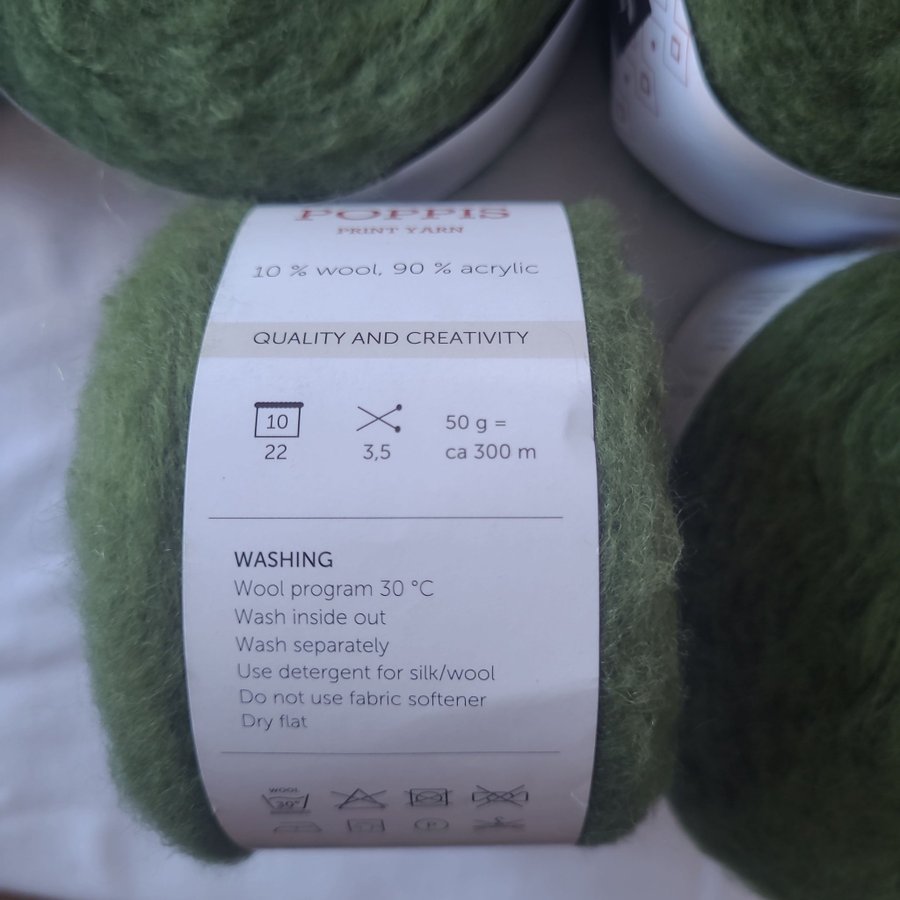 POPPIS
PRINT YARN
10 % wool, 90 % acrylic
QUALITY AND CREATIVITY
10
22
3,5
50 g =
ca 300 m
WASHING
Wool program 30 °C
Wash inside out
Wash separately
Use detergent for silk/wool
Do not use fabric softener
Dry flat
WOOL
30°
P